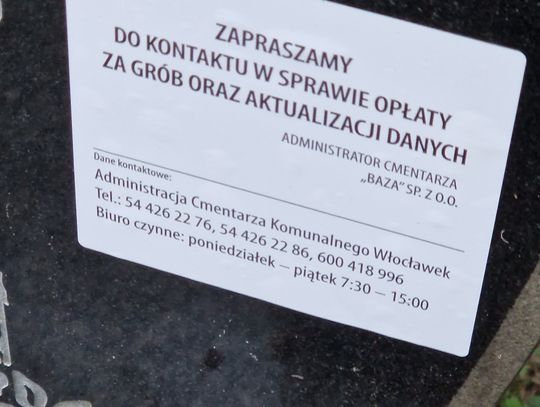 ZAPRASZAMY
DO KONTAKTU W SPRAWIE OPŁATY
ZA GRÓB ORAZ AKTUALIZACJI DANYCH
ADMINISTRATOR CMENTARZA
„BAZA” SP. Z O.O.
Dane kontaktowe:
Administracja Cmentarza Komunalnego Włocławek
Tel.: 54 426 22 76, 54 426 22 86, 600 418 996
Biuro czynne: poniedziałek – piątek 7:30 – 15:00